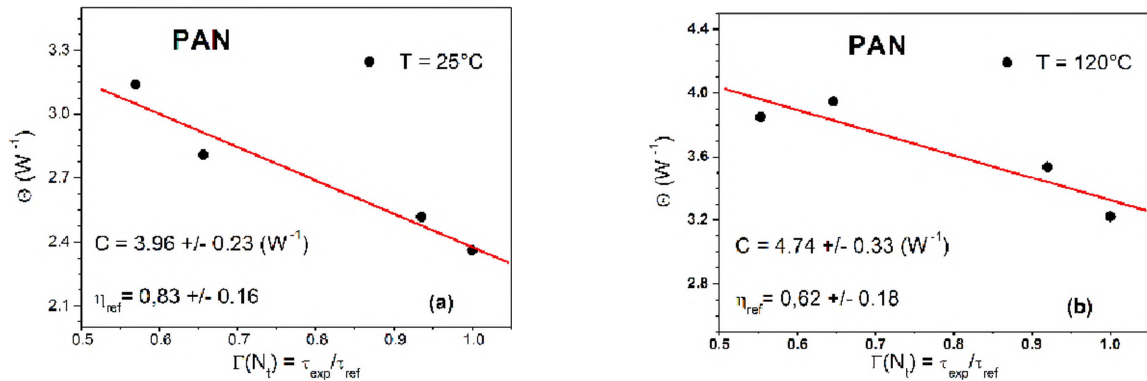 PAN
T = 25°C
3.3
3.0
2.7
2.4
2.1
Θ (W⁻¹)
C = 3.96 +/- 0.23 (W⁻¹)
η_ref = 0,83 +/- 0.16
(a)
0.5 0.6 0.7 0.8 0.9 1.0
Γ(N_t) = τ_exp/τ_ref
PAN
T = 120°C
4.4
4.0
3.6
3.2
2.8
Θ (W⁻¹)
C = 4.74 +/- 0.33 (W⁻¹)
η_ref = 0,62 +/- 0.18
(b)
0.5 0.6 0.7 0.8 0.9 1.0
Γ(N_t) = τ_exp/τ_ref